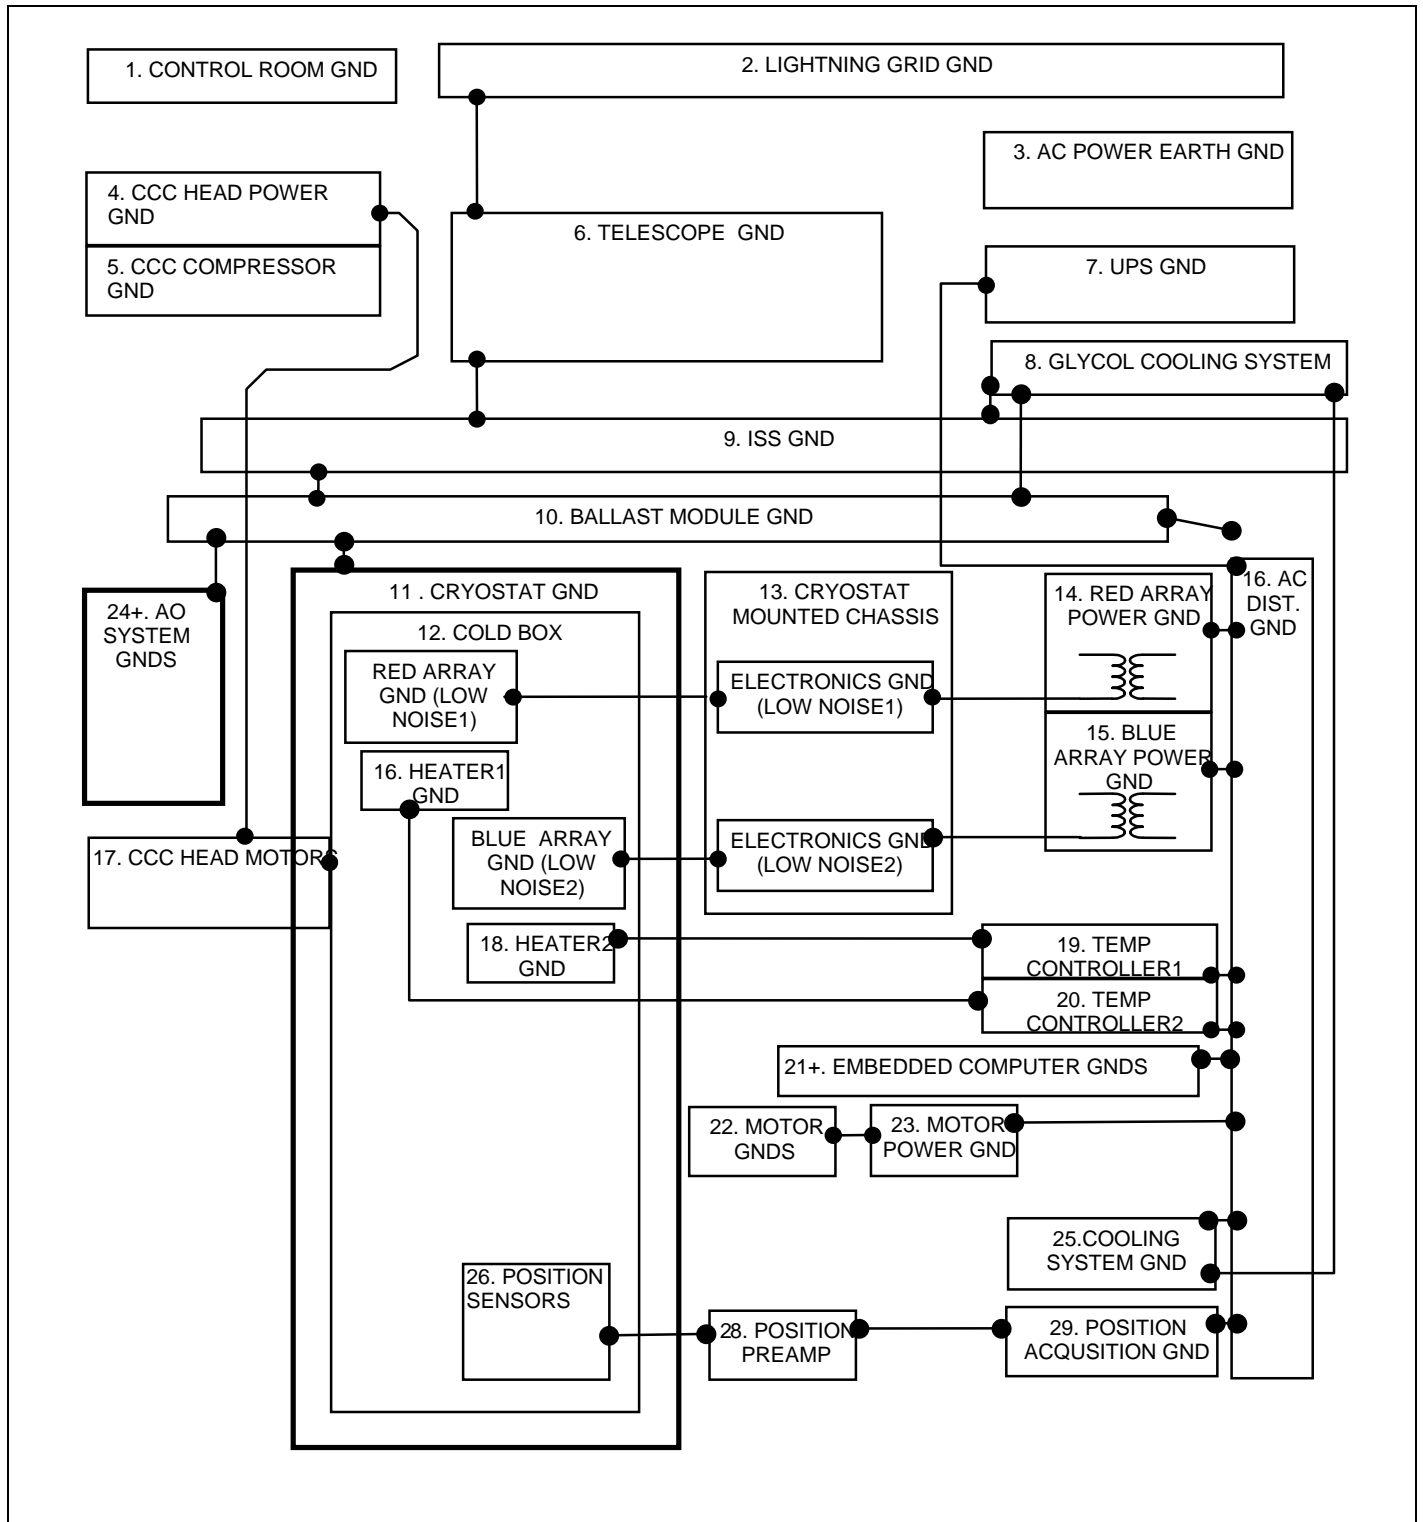 1. CONTROL ROOM GND
2. LIGHTNING GRID GND
3. AC POWER EARTH GND
4. CCC HEAD POWER
GND
5. CCC COMPRESSOR
GND
6. TELESCOPE GND
7. UPS GND
8. GLYCOL COOLING SYSTEM
9. ISS GND
10. BALLAST MODULE GND
24+. AO
SYSTEM
GNDS
11 . CRYOSTAT GND
12. COLD BOX
RED ARRAY
GND (LOW
NOISE1)
13. CRYOSTAT
MOUNTED CHASSIS
ELECTRONICS GND
(LOW NOISE1)
14. RED ARRAY
POWER GND
16. AC
DIST.
GND
15. BLUE
ARRAY POWER
GND
16. HEATER1
GND
BLUE ARRAY
GND (LOW
NOISE2)
ELECTRONICS GND
(LOW NOISE2)
17. CCC HEAD MOTORS
18. HEATER2
GND
19. TEMP
CONTROLLER1
20. TEMP
CONTROLLER2
21+. EMBEDDED COMPUTER GNDS
22. MOTOR
GNDS
23. MOTOR
POWER GND
25.COOLING
SYSTEM GND
26. POSITION
SENSORS
28. POSITION
PREAMP
29. POSITION
ACQUSITION GND